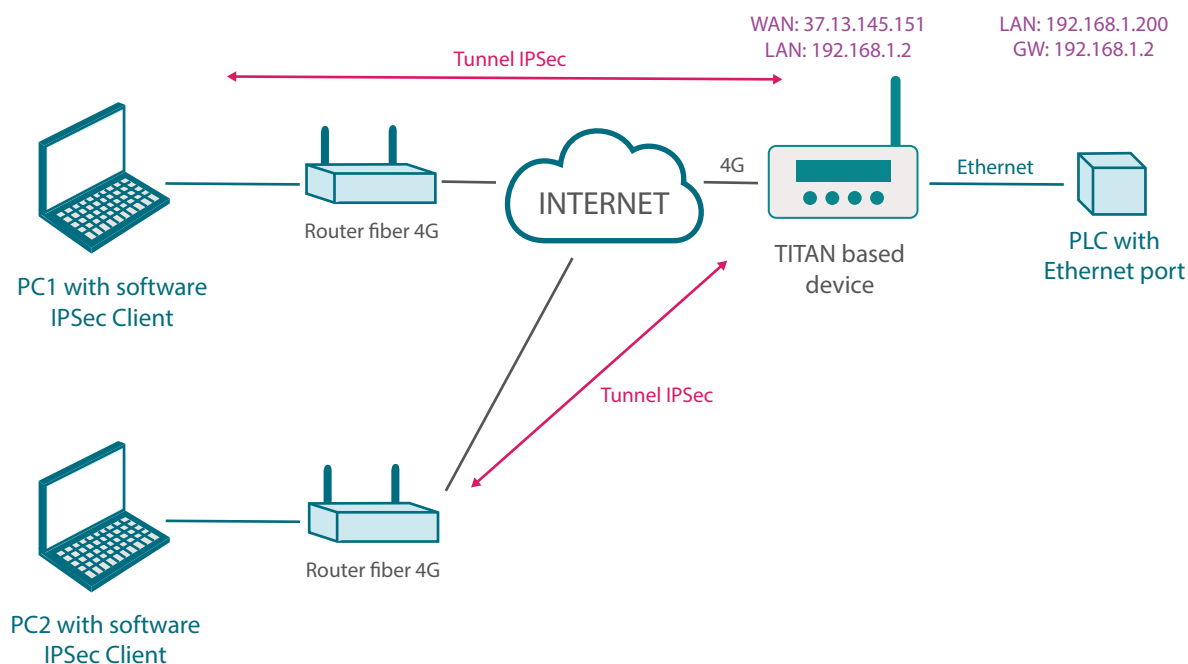 WAN: 37.13.145.151
LAN: 192.168.1.2
LAN: 192.168.1.200
GW: 192.168.1.2
Tunnel IPSec
4G
Ethernet
INTERNET
Router fiber 4G
TITAN based
device
PLC with
Ethernet port
PC1 with software
IPSec Client
Tunnel IPSec
Router fiber 4G
PC2 with software
IPSec Client